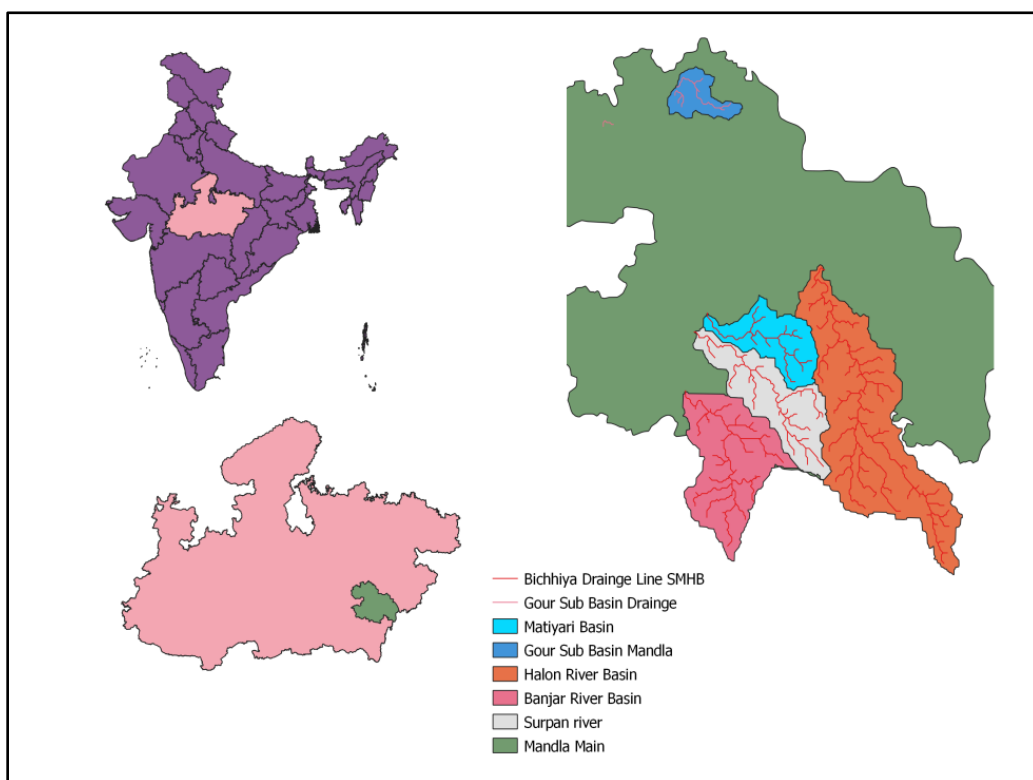 Bichhiya Drainge Line SMHB
Gour Sub Basin Drainge
Matiyari Basin
Gour Sub Basin Mandla
Halon River Basin
Banjar River Basin
Surpan river
Mandla Main